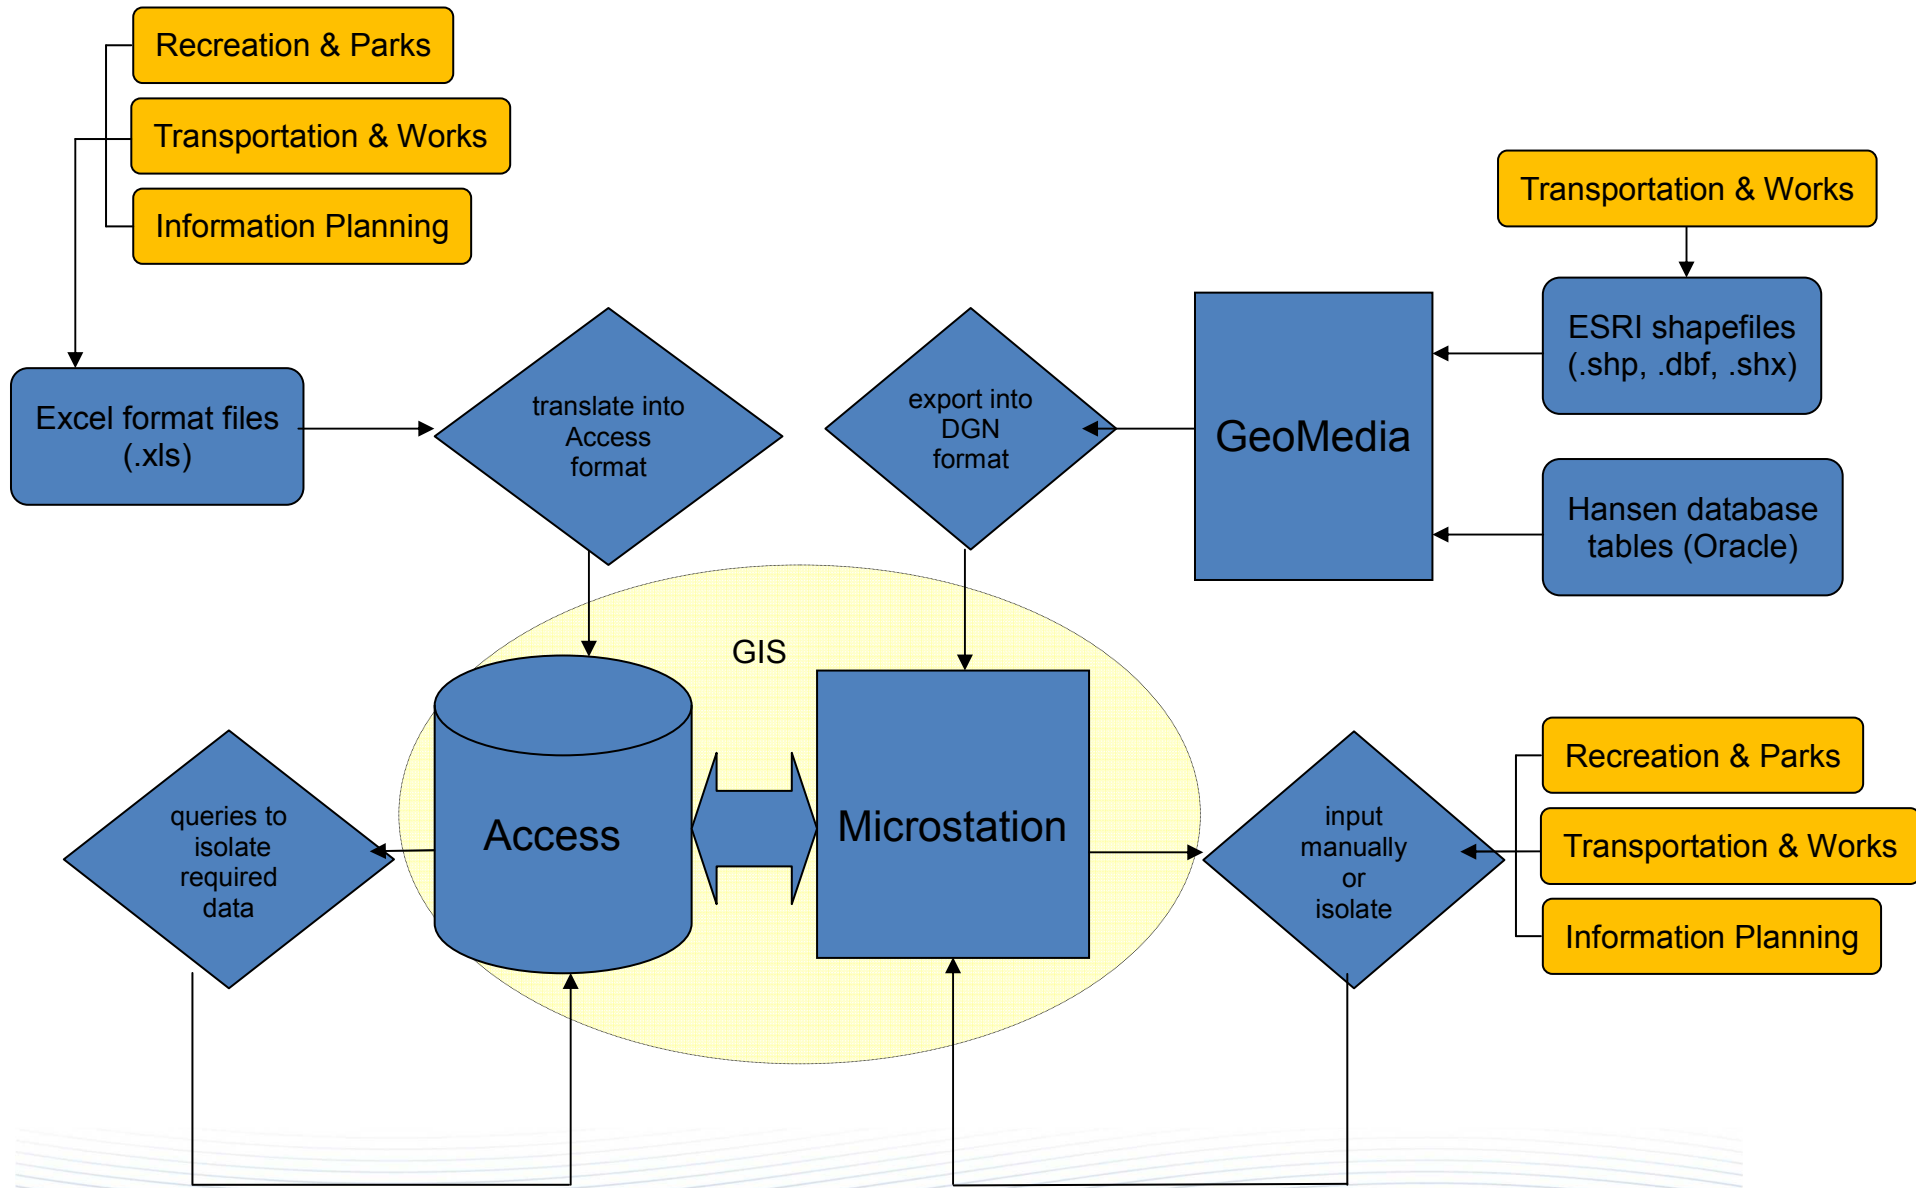 Recreation & Parks
Transportation & Works
Information Planning
Transportation & Works
ESRI shapefiles
(.shp, .dbf, .shx)
Excel format files
(.xls)
translate into
Access
format
export into
DGN
format
GeoMedia
Hansen database
tables (Oracle)
GIS
queries to
isolate
required
data
Access
Microstation
input
manually
or
isolate
Recreation & Parks
Transportation & Works
Information Planning